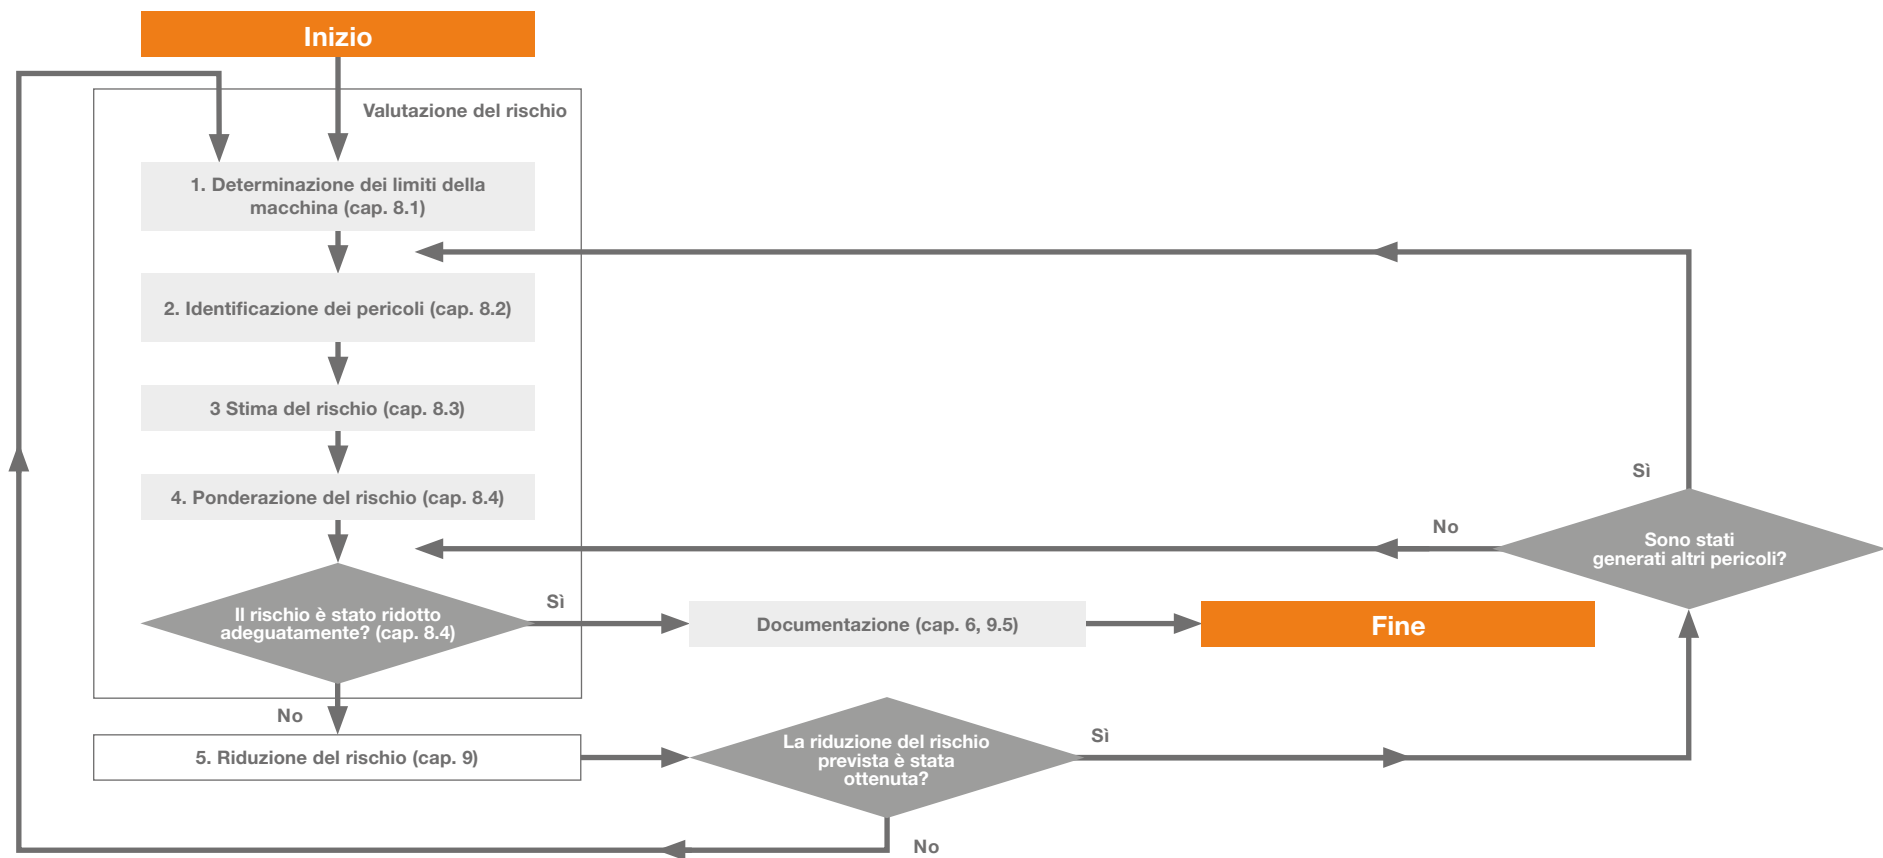 Inizio
Valutazione del rischio
1. Determinazione dei limiti della
macchina (cap. 8.1)
2. Identificazione dei pericoli (cap. 8.2)
3 Stima del rischio (cap. 8.3)
4. Ponderazione del rischio (cap. 8.4)
Sì
No
Sono stati
generati altri pericoli?
Il rischio è stato ridotto
adeguatamente? (cap. 8.4)
Sì
Documentazione (cap. 6, 9.5)
Fine
No
5. Riduzione del rischio (cap. 9)
La riduzione del rischio
prevista è stata
ottenuta?
Sì
No